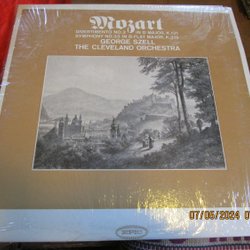 Mozart
DIVERTIMENTO NO. 2 IN D MAJOR, K.131
SYMPHONY NO. 33 IN B-FLAT MAJOR, K.319
GEORGE SZELL
THE CLEVELAND ORCHESTRA
EPIC
07/05/2024